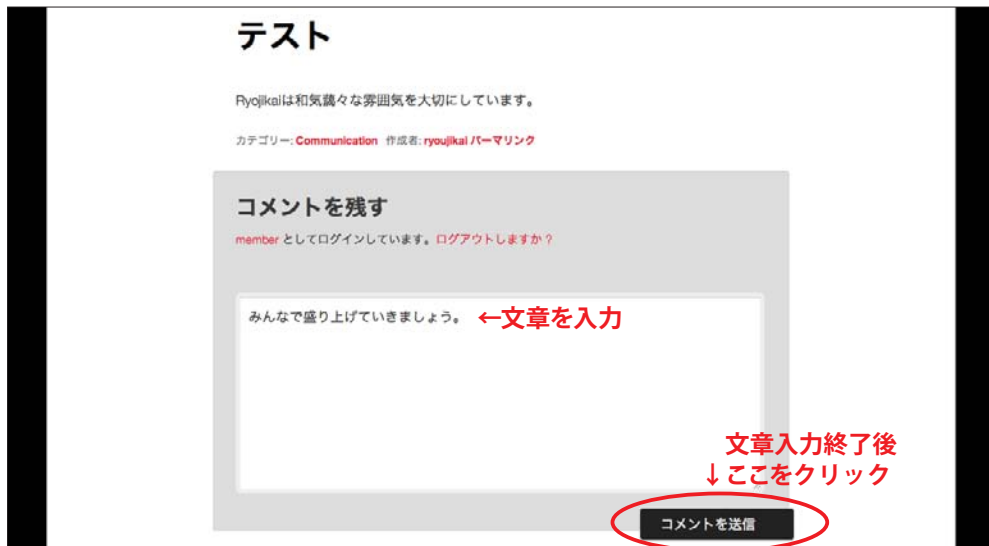 テスト
Ryojikaiは和気藹々な雰囲気を大切にしています。
カテゴリー: Communication 作成者: ryoujikai パーマリンク
コメントを残す
member としてログインしています。ログアウトしますか？
みんなで盛り上げていきましょう。 ←文章を入力
文章入力終了後
↓ここをクリック
コメントを送信